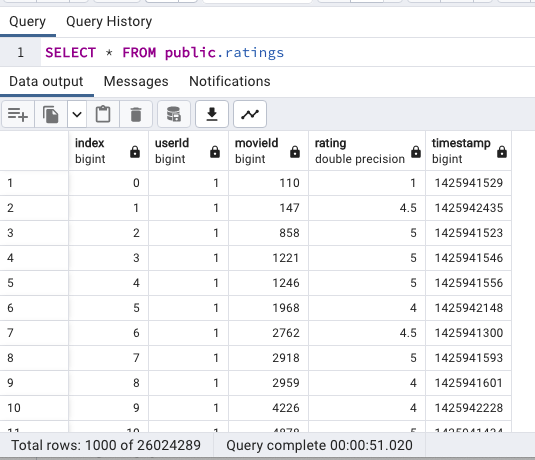 Query Query History
1 SELECT * FROM public.ratings
Data output Messages Notifications
index userId movieId rating timestamp
bigint bigint bigint double precision bigint
1 0 1 110 1 1425941529
2 1 1 147 4.5 1425942435
3 2 1 858 5 1425941523
4 3 1 1221 5 1425941546
5 4 1 1246 5 1425941556
6 5 1 1968 4 1425942148
7 6 1 2762 4.5 1425941300
8 7 1 2918 5 1425941593
9 8 1 2959 4 1425941601
10 9 1 4226 4 1425942228
11 10 1 4878 5 1425941434
Total rows: 1000 of 26024289 Query complete 00:00:51.020